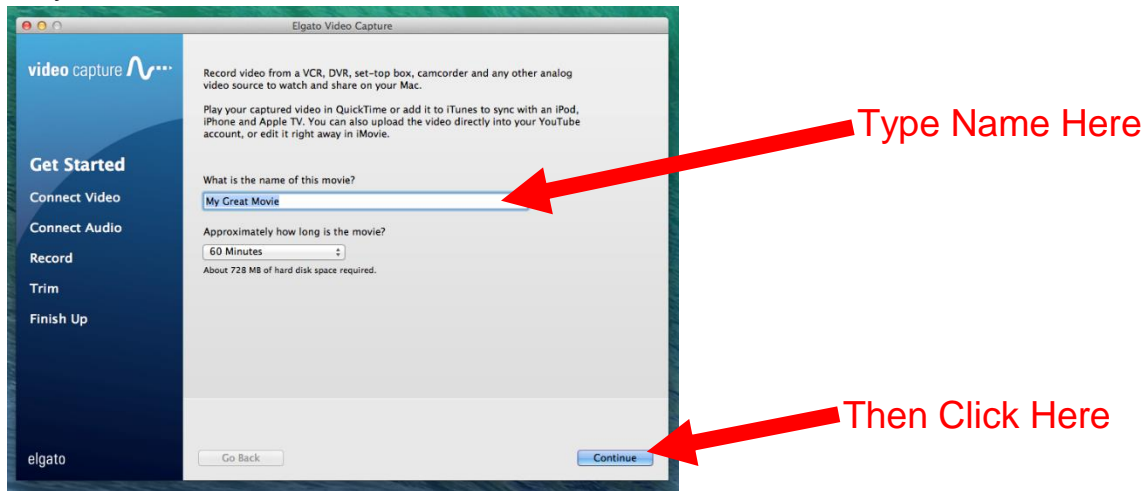 Elgato Video Capture
video capture
Record video from a VCR, DVR, set-top box, camcorder and any other analog
video source to watch and share on your Mac.
Play your captured video in QuickTime or add it to iTunes to sync with an iPod,
iPhone and Apple TV. You can also upload the video directly into your YouTube
account, or edit it right away in iMovie.
Type Name Here
Get Started
Connect Video
Connect Audio
Record
Trim
Finish Up
What is the name of this movie?
My Great Movie
Approximately how long is the movie?
60 Minutes
About 728 MB of hard disk space required.
Then Click Here
elgato
Go Back
Continue